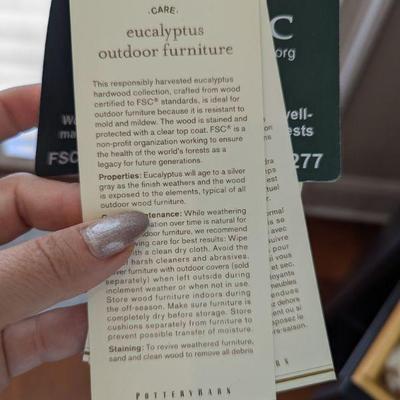 .CARE.
eucalyptus
outdoor furniture
This responsibly harvested eucalyptus
hardwood collection, crafted from wood
certified to FSC® standards, is ideal for
outdoor furniture because it is resistant to
mold and mildew. The wood is stained and
protected with a clear top coat. FSC® is a
non-profit organization working to ensure
the health of the world's forests as a
legacy for future generations.
Properties: Eucalyptus will age to a silver
gray as the finish weathers and the wood
is exposed to the elements, typical of all
outdoor wood furniture.
While weathering
over time is natural for
door furniture, we recommend
owing care for best results: Wipe
with a clean dry cloth. Avoid the
harsh cleaners and abrasives.
over furniture with outdoor covers (sold
separately) when left outside during
inclement weather or when not in use.
Store wood furniture indoors during
the off-season. Make sure furniture is
completely dry before storage. Store
cushions separately from furniture to
prevent possible transfer of moisture.
Staining: To revive weathered furniture,
sand and clean wood to remove all debris
POTTERY BARN
C
org
well-
ests
277
FSC